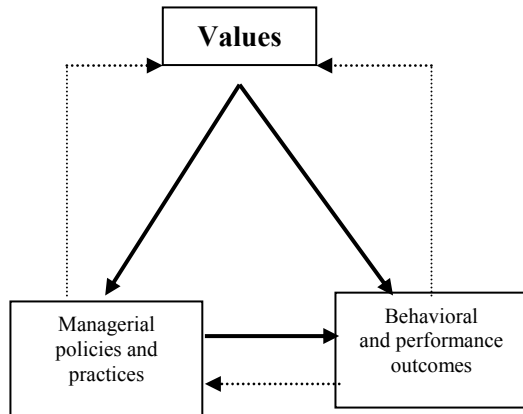 Values
Managerial
policies and
practices
Behavioral
and performance
outcomes